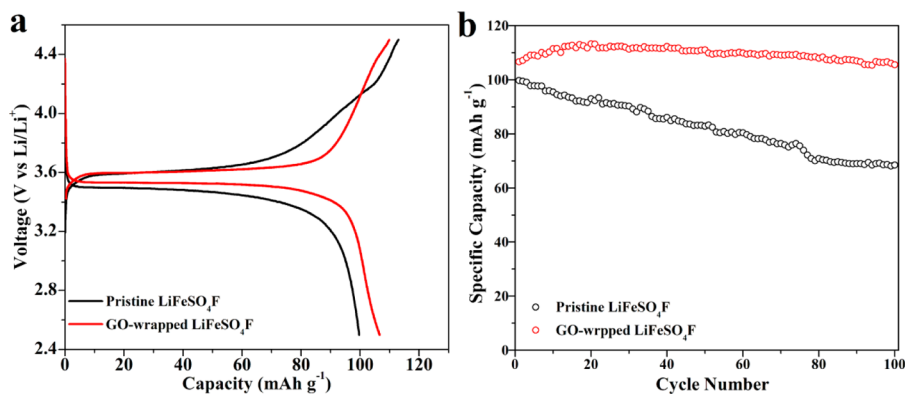 a
4.4
4.0
3.6
3.2
2.8
2.4
Voltage (V vs Li/Li⁺)
Pristine LiFeSO₄F
GO-wrapped LiFeSO₄F
0 20 40 60 80 100 120
Capacity (mAh g⁻¹)
b
120
100
80
60
40
20
0
Specific Capacity (mAh g⁻¹)
Pristine LiFeSO₄F
GO-wrpped LiFeSO₄F
0 20 40 60 80 100
Cycle Number